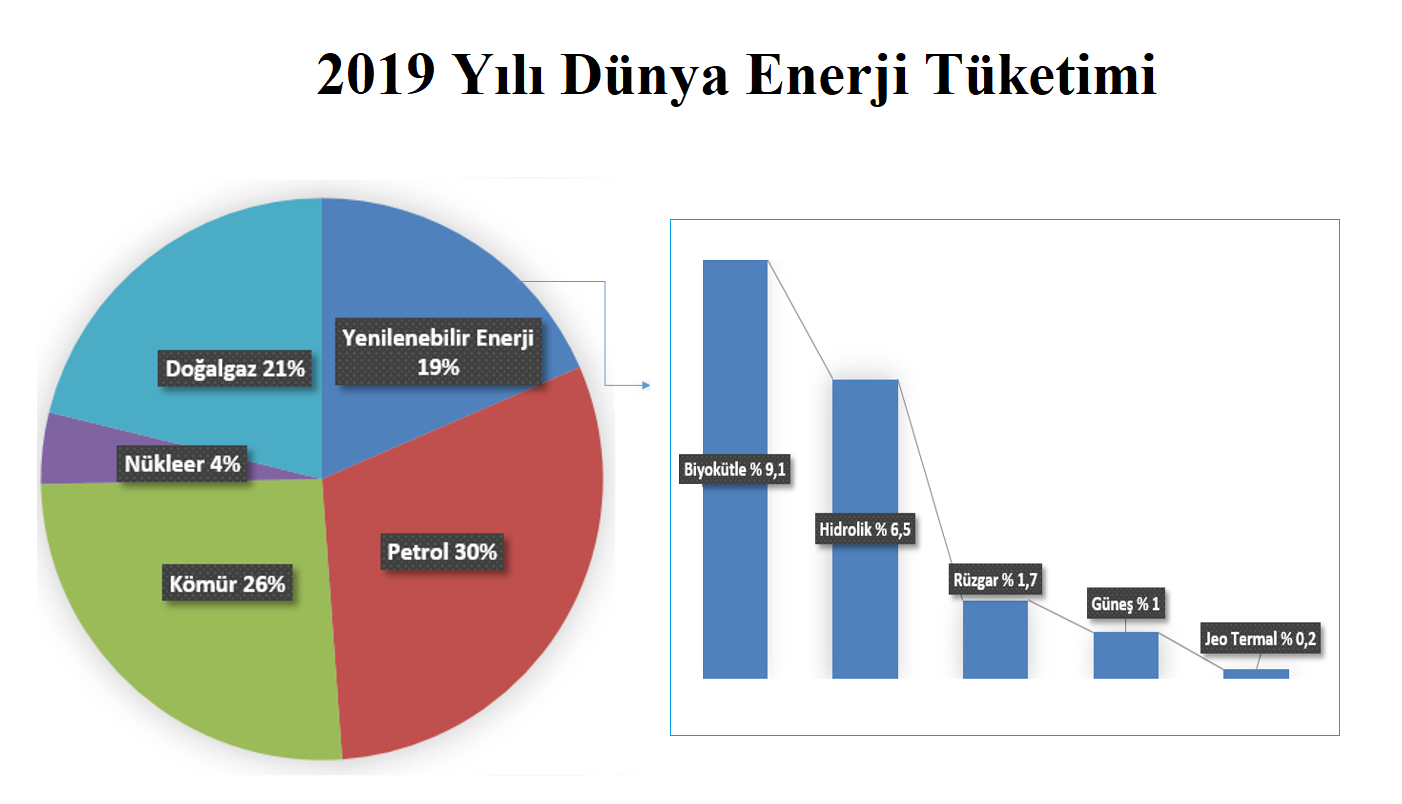 2019 Yılı Dünya Enerji Tüketimi
Yenilenebilir Enerji
19%
Doğalgaz 21%
Nükleer 4%
Petrol 30%
Kömür 26%
Biyokütle % 9,1
Hidrolik % 6,5
Rüzgar % 1,7
Güneş % 1
Jeo Termal % 0,2